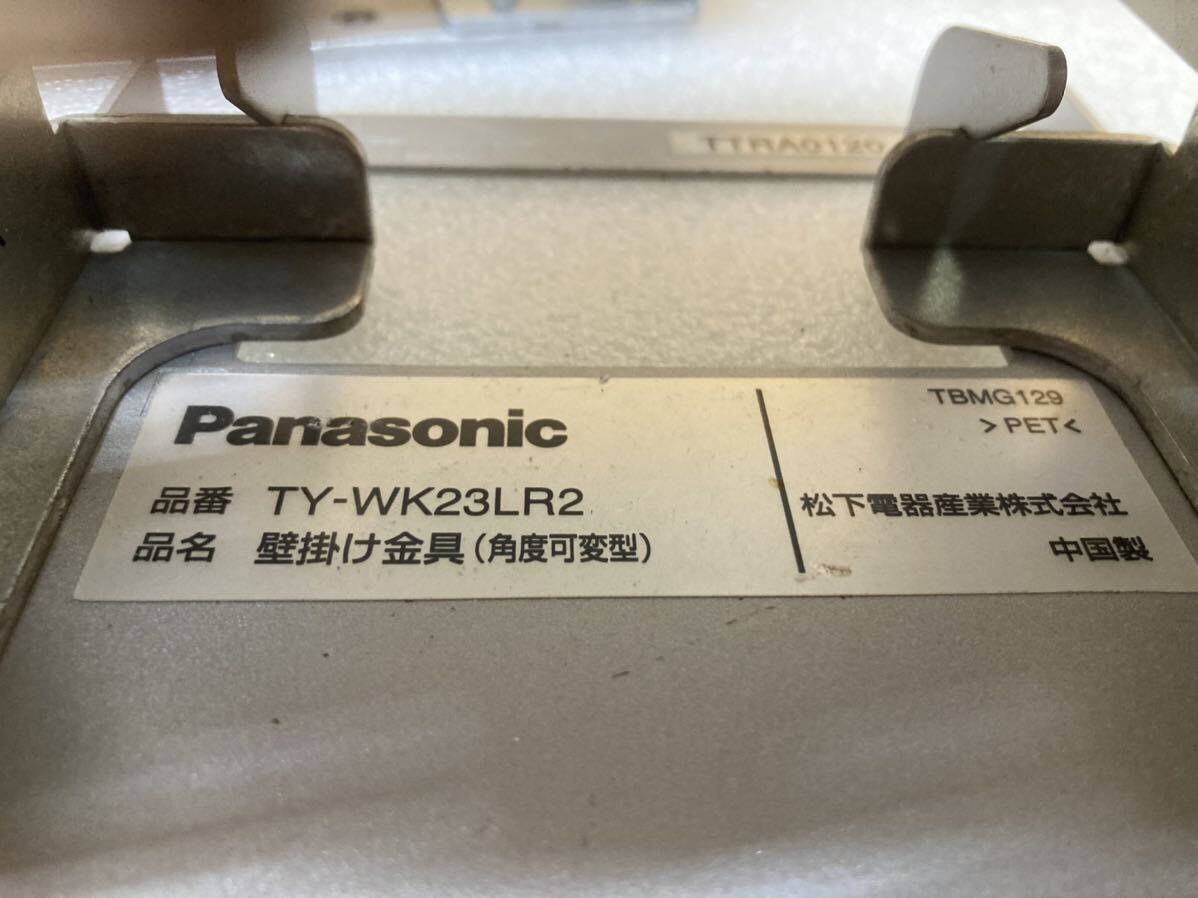 TTRA0120
Panasonic
品番 TY-WK23LR2
品名 壁掛け金具(角度可変型)
TBMG129
>PET<
松下電器産業株式会社
中国製